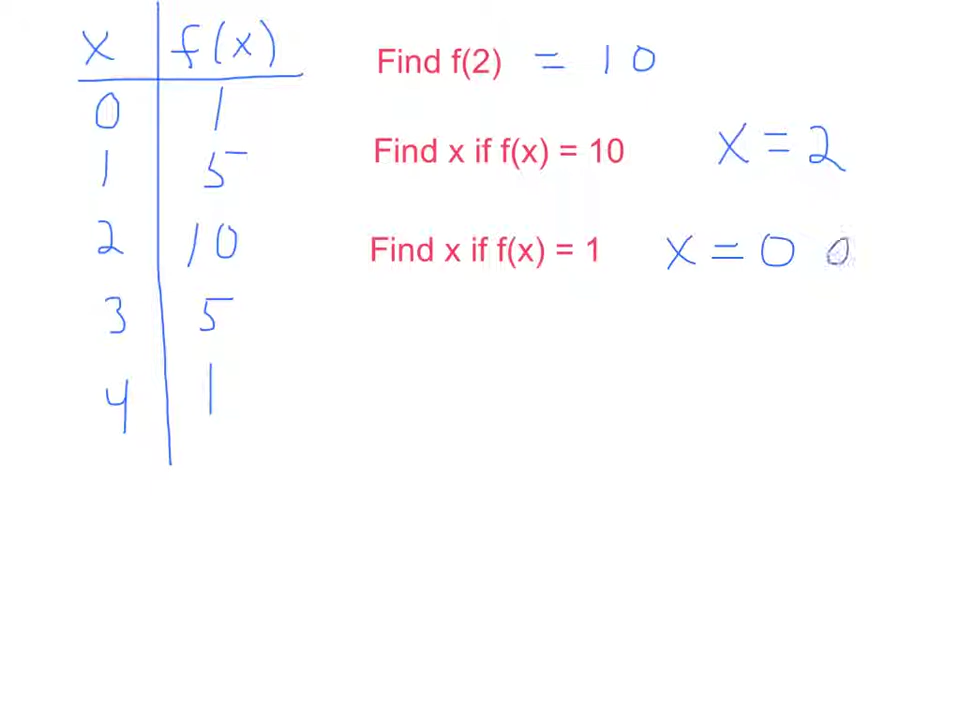 x f(x)
0 1
1 5
2 10
3 5
4 1
Find f(2) = 10
Find x if f(x) = 10 x = 2
Find x if f(x) = 1 x = 0 0